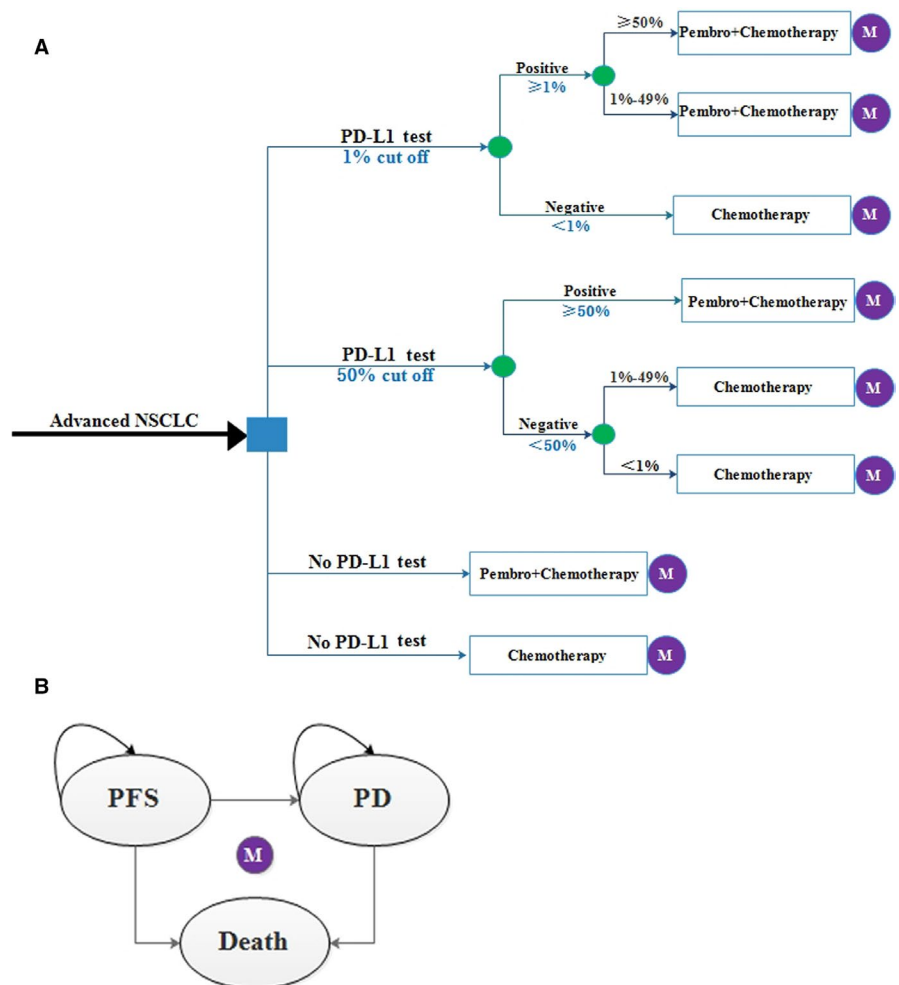 A
≥50%
Pembro+Chemotherapy
M
Positive
≥1%
1%-49%
Pembro+Chemotherapy
M
PD-L1 test
1% cut off
Negative
<1%
Chemotherapy
M
Positive
≥50%
Pembro+Chemotherapy
M
PD-L1 test
50% cut off
1%-49%
Chemotherapy
M
Negative
<50%
<1%
Chemotherapy
M
Advanced NSCLC
No PD-L1 test
Pembro+Chemotherapy
M
No PD-L1 test
Chemotherapy
M
B
PFS
PD
M
Death